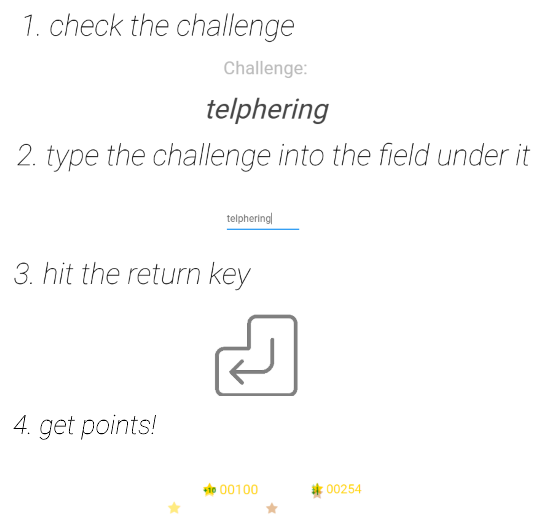 1. check the challenge
Challenge:
telphering
2. type the challenge into the field under it
telphering
3. hit the return key
4. get points!
+10 00100 00254